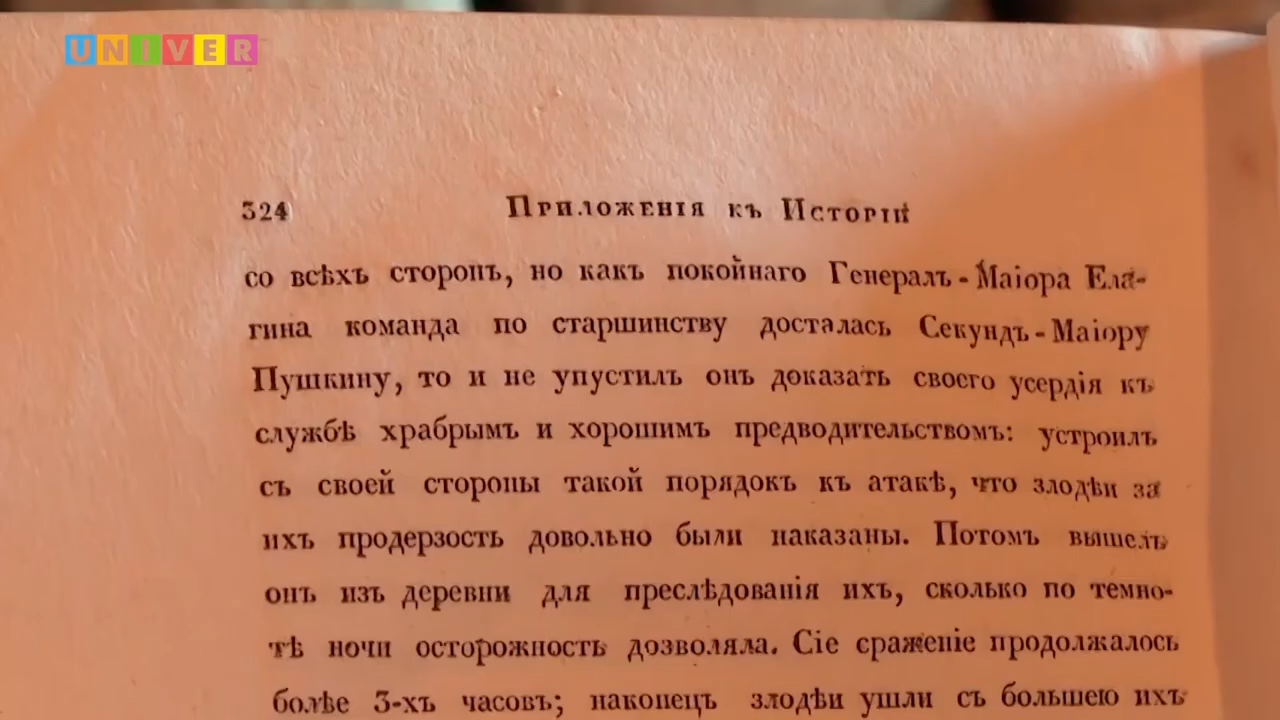 UNIVER
324 Приложенія къ Исторіи
со всѣхъ сторонъ, но какъ покойнаго Генералъ-Маіора Ела-
гина команда по старшинству досталась Секундъ-Маіору
Пушкину, то и не упустилъ онъ доказать своего усердія къ
службѣ храбрымъ и хорошимъ предводительствомъ: устроилъ
съ своей стороны такой порядокъ къ атакѣ, что злодѣи за
ихъ продерзость довольно были наказаны. Потомъ вышелъ
онъ изъ деревни для преслѣдованія ихъ, сколько по темно-
тѣ ночи осторожность дозволяла. Сіе сраженіе продолжалось
болѣе 3-хъ часовъ; наконецъ злодѣи ушли съ большею ихъ